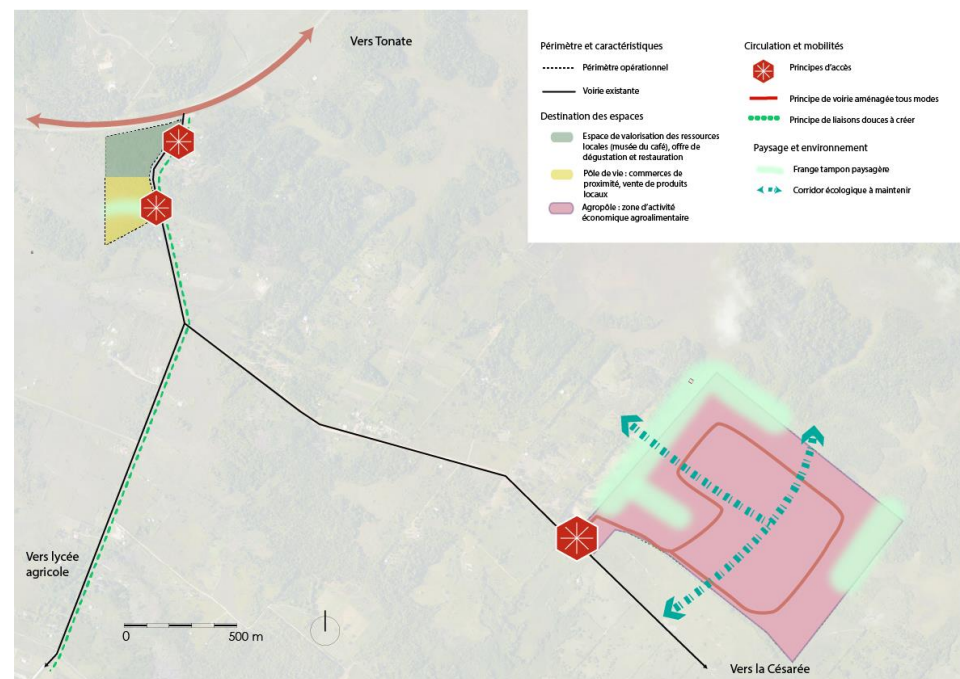 Vers Tonate
Périmètre et caractéristiques
Périmètre opérationnel
Voirie existante
Destination des espaces
Espace de valorisation des ressources
locales (musée du café), offre de
dégustation et restauration
Pôle de vie : commerces de
proximité, vente de produits
locaux
Agropôle : zone d'activité
économique agroalimentaire
Circulation et mobilités
Principes d'accès
Principe de voirie aménagée tous modes
Principe de liaisons douces à créer
Paysage et environnement
Frange tampon paysagère
Corridor écologique à maintenir
Vers lycée
agricole
0 500 m
Vers la Césarée